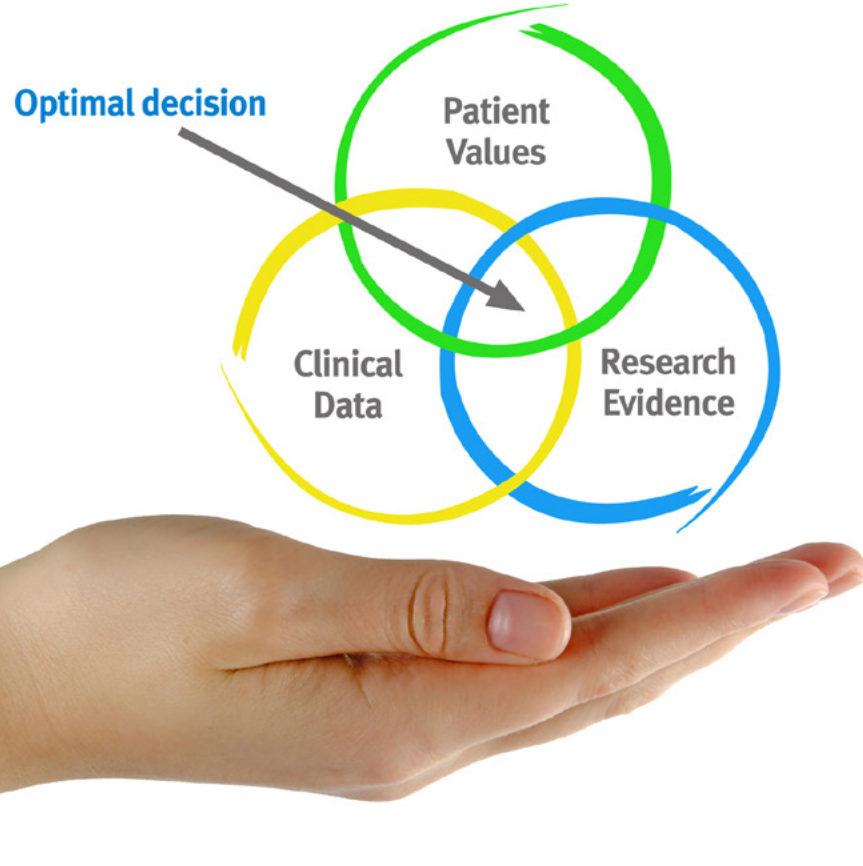 Optimal decision
Patient
Values
Clinical
Data
Research
Evidence